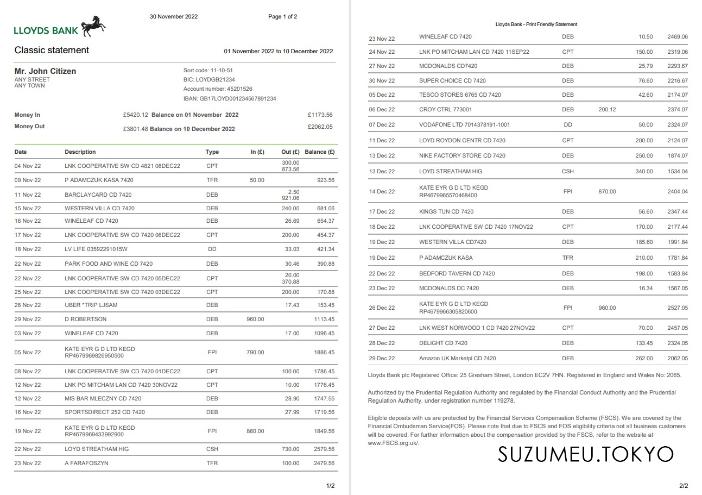 30 November 2022 Page 1 of 2
LLOYDS BANK
Classic statement 01 November 2022 to 10 December 2022
Mr. John Citizen
ANY STREET
ANY TOWN
Sort code: 11-10-51
BIC: LOYDGB21234
Account number: 45201526
IBAN: GB17LOYD001234567891234
Money In £5420.12 Balance on 01 November 2022 £1173.56
Money Out £3801.48 Balance on 10 December 2022 £2062.05
Date Description Type In (£) Out (£) Balance (£)
04 Nov 22 LNK COOPERATIVE SW CD 4821 08DEC22 CPT 300.00
873.56
09 Nov 22 P ADAMCZUK KASA 7420 TFR 50.00 923.56
11 Nov 22 BARCLAYCARD CD 7420 DEB 2.50
921.06
15 Nov 22 WESTERN VILLA CD 7420 DEB 240.00 681.06
16 Nov 22 WINELEAF CD 7420 DEB 26.69 654.37
17 Nov 22 LNK COOPERATIVE SW CD 7420 06DEC22 CPT 200.00 454.37
18 Nov 22 LV LIFE DD 33.03 421.34
22 Nov 22 PARK FOOD AND WINE CD 7420 DEB 30.46 390.88
22 Nov 22 LNK COOPERATIVE SW CD 7420 05DEC22 CPT 20.00
370.88
25 Nov 22 LNK COOPERATIVE SW CD 7420 03DEC22 CPT 200.00 170.88
26 Nov 22 UBER *TRIP LJSAM DEB 17.43 153.45
29 Nov 22 D ROBERTSON DEB 960.00 1113.45
03 Nov 22 WINELEAF CD 7420 DEB 17.00 1096.45
05 Nov 22 KATE EYR G D LTD KEGD FPI 790.00 1886.45
08 Nov 22 LNK COOPERATIVE SW CD 7420 01DEC22 CPT 100.00 1786.45
12 Nov 22 LNK PO MITCHAM LAN CD 7420 30NOV22 CPT 10.00 1776.45
12 Nov 22 MIS BAR MLECZNY CD 7420 DEB 28.90 1747.55
16 Nov 22 SPORTSDIRECT 252 CD 7420 DEB 27.99 1719.56
19 Nov 22 KATE EYR G D LTD KEGD FPI 860.00 1849.56
22 Nov 22 LOYD STREATHAM HIG CSH 730.00 2579.56
23 Nov 22 A FARAFOSZYN TFR 100.00 2479.56
1/2
Lloyds Bank - Print Friendly Statement
23 Nov 22 WINELEAF CD 7420 DEB 10.50 2469.06
24 Nov 22 LNK PO MITCHAM LAN CD 7420 11SEP22 CPT 150.00 2319.06
27 Nov 22 MCDONALDS CD7420 DEB 25.79 2293.67
30 Nov 22 SUPER CHOICE CD 7420 DEB 76.60 2216.67
05 Dec 22 TESCO STORES 6765 CD 7420 DEB 42.60 2174.07
06 Dec 22 CROY CTRL 773001 DEB 200.12 2374.07
07 Dec 22 VODAFONE LTD 7014378191-1001 DD 50.00 2324.07
11 Dec 22 LOYD ROYDON CENTR CD 7420 CPT 200.00 2124.07
13 Dec 22 NIKE FACTORY STORE CD 7420 DEB 250.00 1874.07
13 Dec 22 LLOYD STREATHAM HIG CSH 340.00 1534.04
14 Dec 22 KATE EYR G D LTD KEGD FPI 870.00 2404.04
RP4679965570468400
17 Dec 22 KINGS TUN CD 7420 DEB 56.60 2347.44
18 Dec 22 LNK COOPERATIVE SW CD 7420 17NOV22 CPT 170.00 2177.44
19 Dec 22 WESTERN VILLA CD7420 DEB 185.60 1991.84
19 Dec 22 P ADAMCZUK KASA TFR 210.00 1781.84
22 Dec 22 BEDFORD TAVERN CD 7420 DEB 198.00 1583.84
23 Dec 22 MCDONALDS CD 7420 DEB 16.34 1567.05
26 Dec 22 KATE EYR G D LTD KEGD FPI 960.00 2527.05
RP4679966305820600
27 Dec 22 LNK WEST NORWOOD 1 CD 7420 27NOV22 CPT 70.00 2457.05
28 Dec 22 DELIGHT CD 7420 DEB 133.45 2324.05
29 Dec 22 Amazon UK Marketpl CD 7420 DEB 262.00 2062.05
Lloyds Bank plc Registered Office: 25 Gresham Street, London EC2V 7HN. Registered in England and Wales No: 2065.
Authorized by the Prudential Regulation Authority and regulated by the Financial Conduct Authority and the Prudential
Regulation Authority, under registration number 119278.
Eligible deposits with us are protected by the Financial Services Compensation Scheme (FSCS). We are covered by the
Financial Ombudsman Service(FOS). Please note that due to FSCS and FOS eligibility criteria not all business customers
will be covered. For further information about the compensation provided by the FSCS, refer to the website at
www.FSCS.org.uk/.
SUZUMEU.TOKYO
2/2